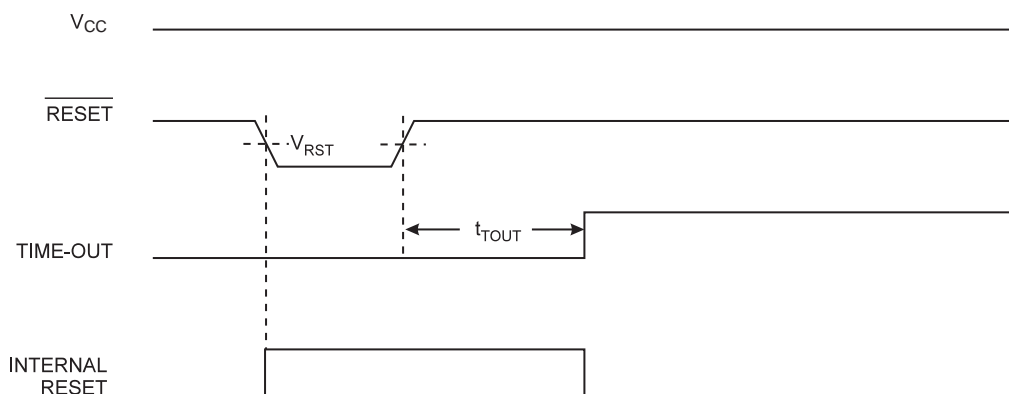 VCC
RESET
VRST
tTOUT
TIME-OUT
INTERNAL
RESET